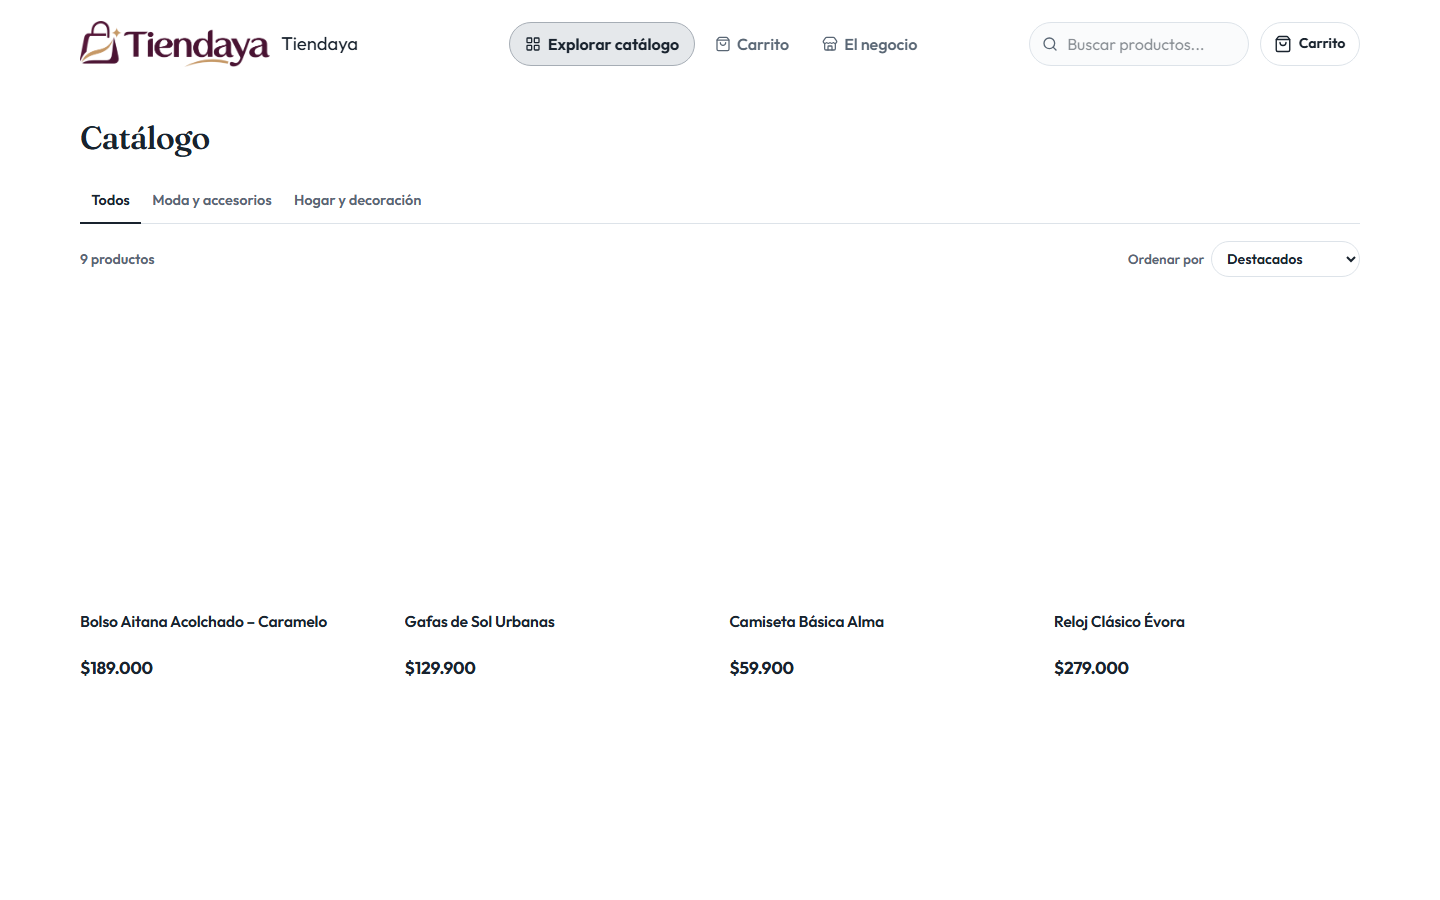 Tiendaya Tiendaya Explorar catálogo Carrito El negocio Buscar productos... Carrito
Catálogo
Todos Moda y accesorios Hogar y decoración
9 productos Ordenar por Destacados
Bolso Aitana Acolchado – Caramelo Gafas de Sol Urbanas Camiseta Básica Alma Reloj Clásico Évora
$189.000 $129.900 $59.900 $279.000